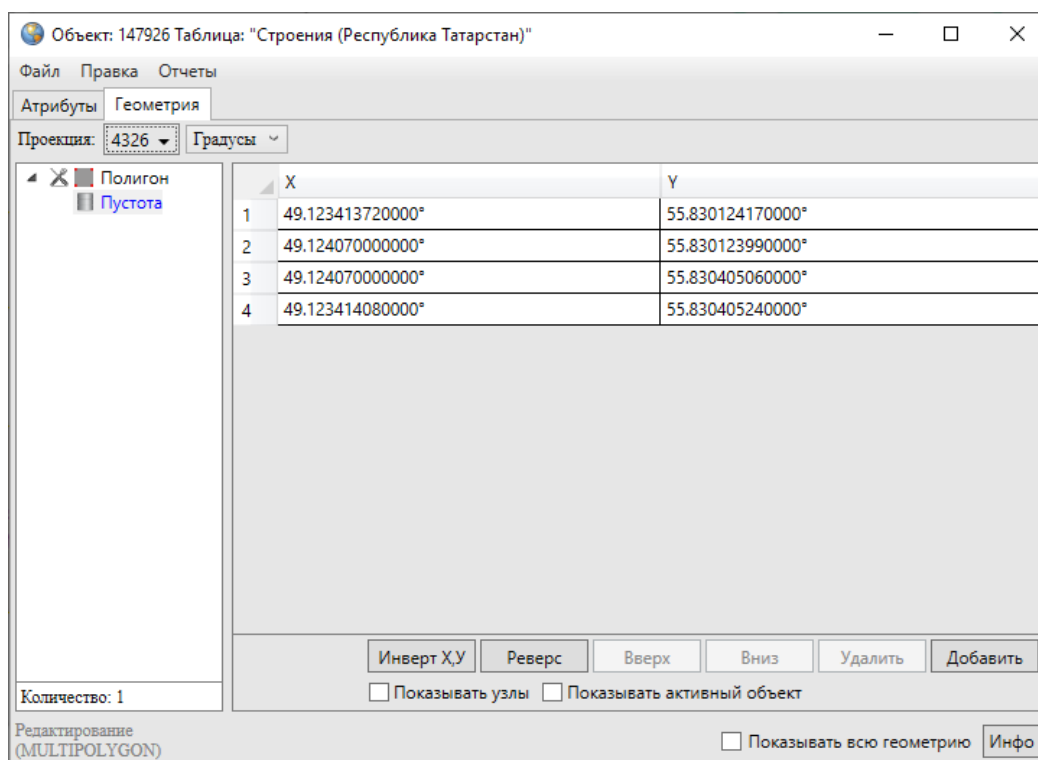 Объект: 147926 Таблица: "Строения (Республика Татарстан)"
Файл Правка Отчеты
Атрибуты Геометрия
Проекция: 4326 Градусы
Полигон
Пустота
X Y
1 49.123413720000° 55.830124170000°
2 49.124070000000° 55.830123990000°
3 49.124070000000° 55.830405060000°
4 49.123414080000° 55.830405240000°
Инверт X,У Реверс Вверх Вниз Удалить Добавить
Количество: 1
Показывать узлы Показывать активный объект
Редактирование
(MULTIPOLYGON)
Показывать всю геометрию Инфо